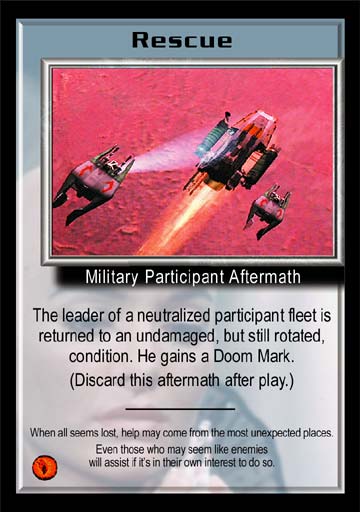 Rescue
Military Participant Aftermath
The leader of a neutralized participant fleet is
returned to an undamaged, but still rotated,
condition. He gains a Doom Mark.
(Discard this aftermath after play.)
When all seems lost, help may come from the most unexpected places.
Even those who may seem like enemies
will assist if it's in their own interest to do so.